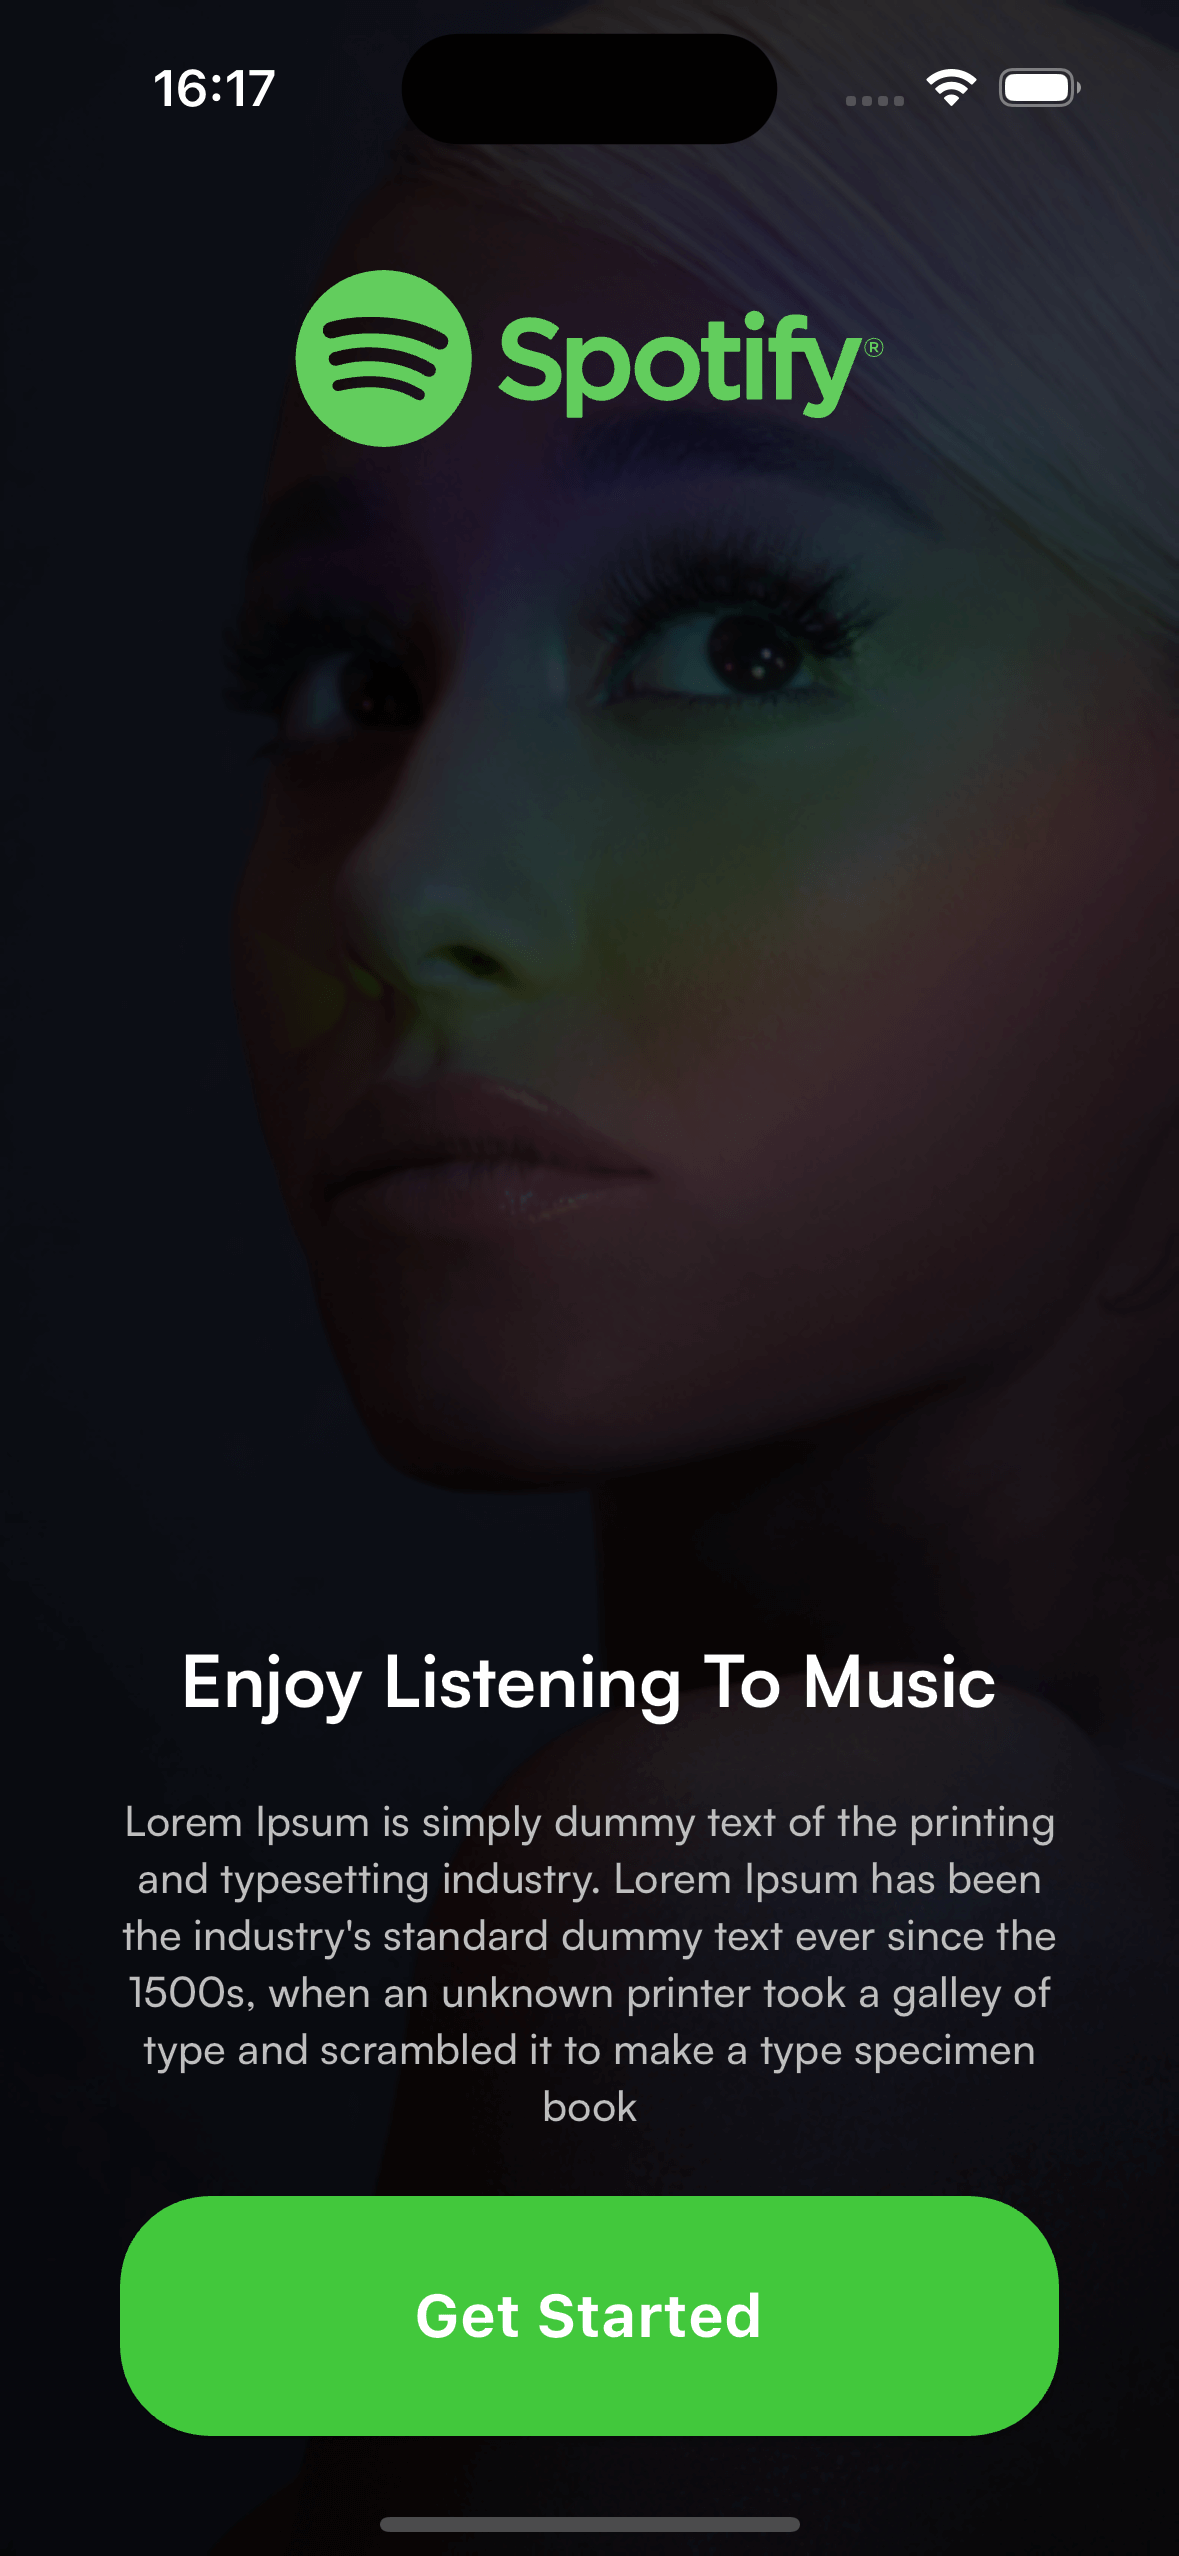 16:17
Spotify®
Enjoy Listening To Music
Lorem Ipsum is simply dummy text of the printing
and typesetting industry. Lorem Ipsum has been
the industry's standard dummy text ever since the
1500s, when an unknown printer took a galley of
type and scrambled it to make a type specimen
book
Get Started